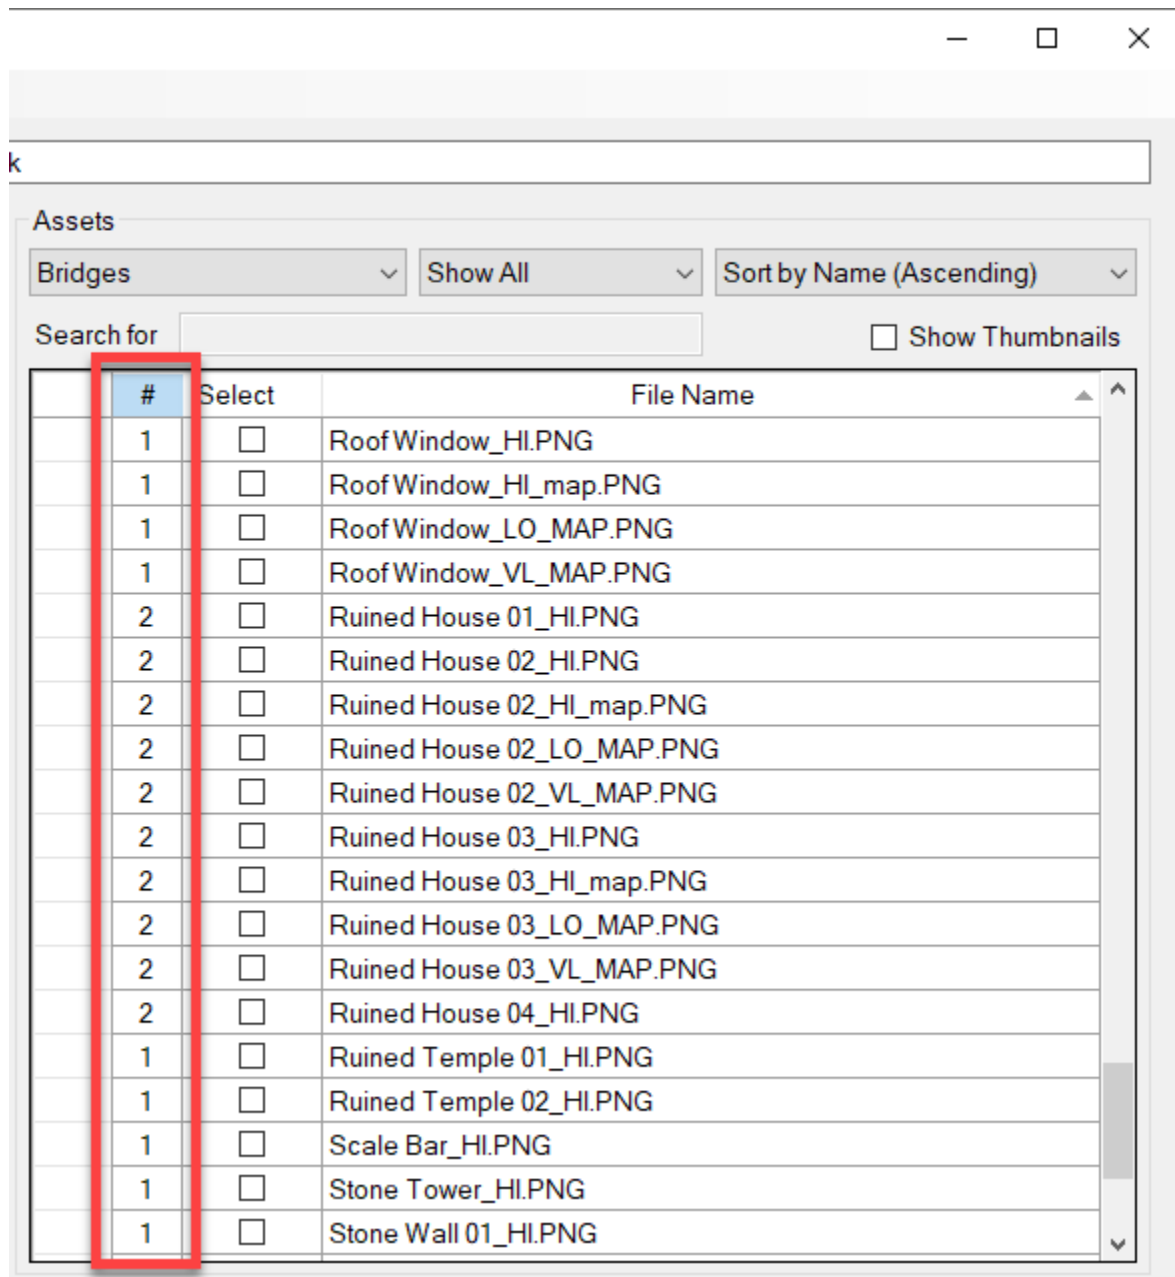 k
Assets
Bridges Show All Sort by Name (Ascending)
Search for Show Thumbnails
# Select File Name
1 Roof Window_HI.PNG
1 Roof Window_HI_map.PNG
1 Roof Window_LO_MAP.PNG
1 Roof Window_VL_MAP.PNG
2 Ruined House 01_HI.PNG
2 Ruined House 02_HI.PNG
2 Ruined House 02_HI_map.PNG
2 Ruined House 02_LO_MAP.PNG
2 Ruined House 02_VL_MAP.PNG
2 Ruined House 03_HI.PNG
2 Ruined House 03_HI_map.PNG
2 Ruined House 03_LO_MAP.PNG
2 Ruined House 03_VL_MAP.PNG
2 Ruined House 04_HI.PNG
1 Ruined Temple 01_HI.PNG
1 Ruined Temple 02_HI.PNG
1 Scale Bar_HI.PNG
1 Stone Tower_HI.PNG
1 Stone Wall 01_HI.PNG